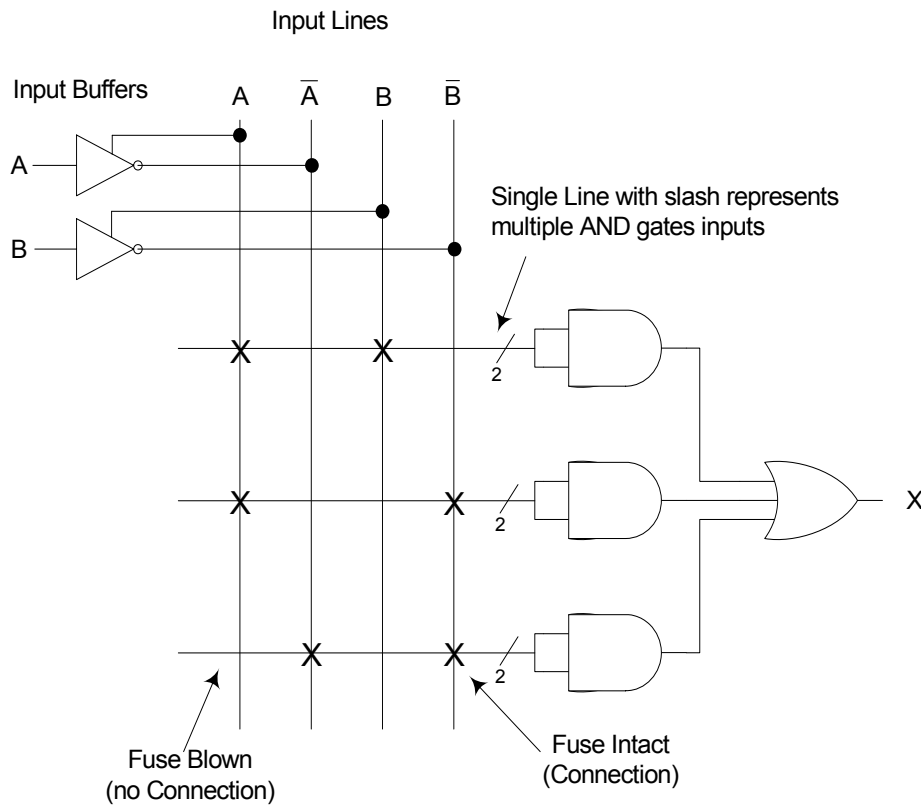 Input Lines
Input Buffers
A A̅ B B̅
A
B
Single Line with slash represents
multiple AND gates inputs
X X
2
X X
2
X
X X
2
Fuse Blown
(no Connection)
Fuse Intact
(Connection)